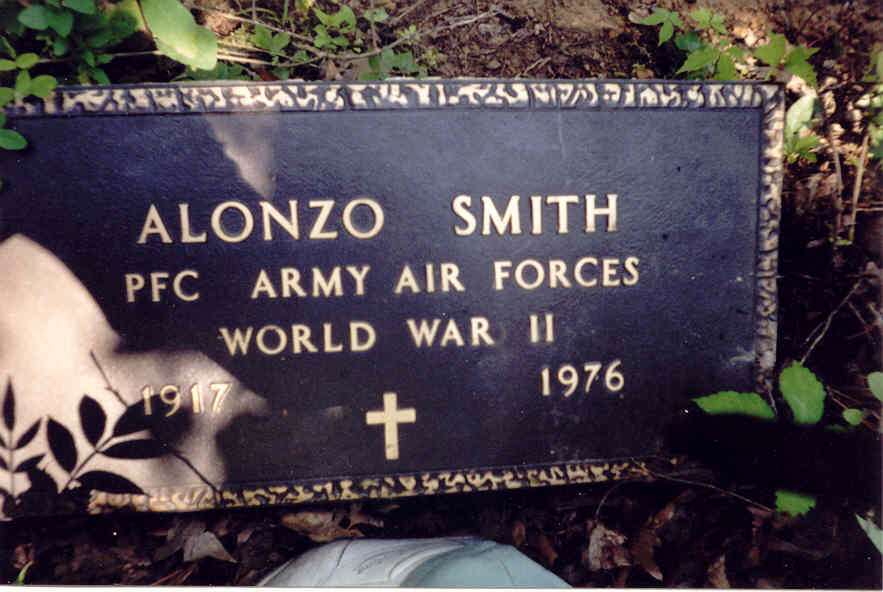 ALONZO SMITH
PFC ARMY AIR FORCES
WORLD WAR II
1917 1976